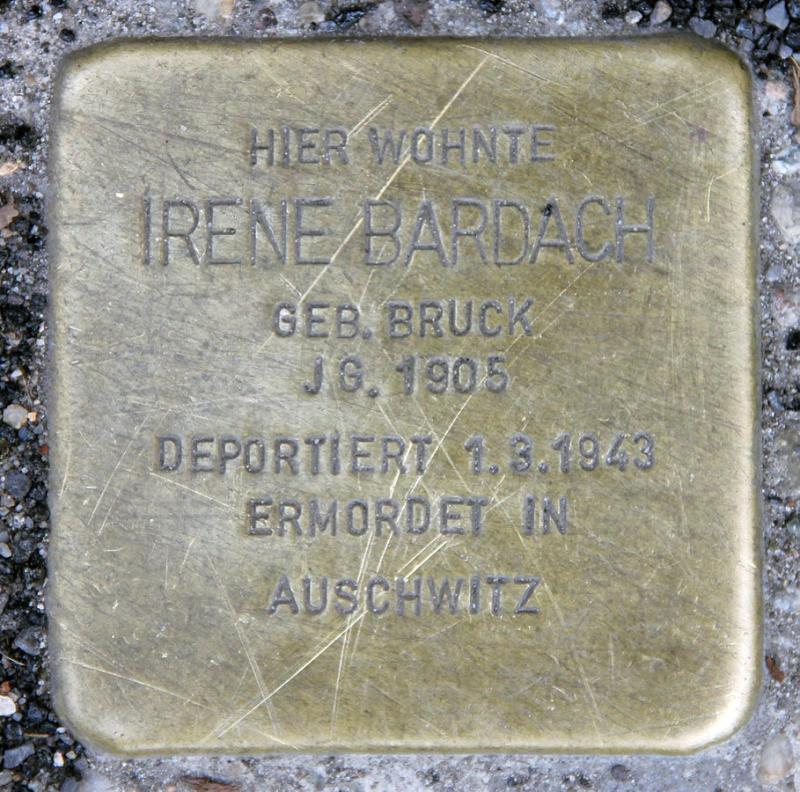 HIER WOHNTE
IRENE BARDACH
GEB. BRUCK
JG. 1905
DEPORTIERT 1.3.1943
ERMORDET IN
AUSCHWITZ